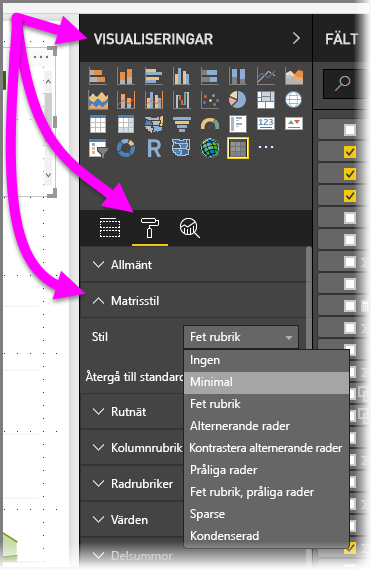 VISUALISERINGAR
FÄLT
123
R
Allmänt
Matrisstil
Stil
Fet rubrik
Ingen
Minimal
Återgå till standard
Fet rubrik
Rutnät
Alternerande rader
Kolumnrubrik
Kontrastera alternerande rader
Radrubriker
Pråliga rader
Fet rubrik, pråliga rader
Värden
Sparse
Kondenserad
Delsummor